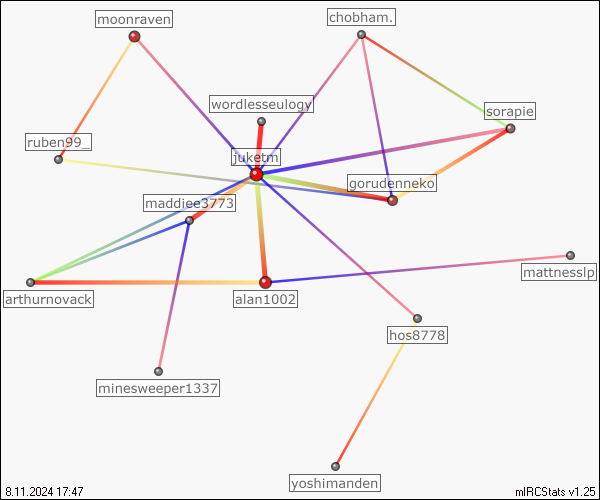 moonraven
chobham.
wordlesseulogy
sorapie
ruben99_
juketm
gorudenneko
maddiee3773
mattnesslp
arthurnovack
alan1002
hos8778
minesweeper1337
yoshimanden
8.11.2024 17:47
mIRCStats v1.25